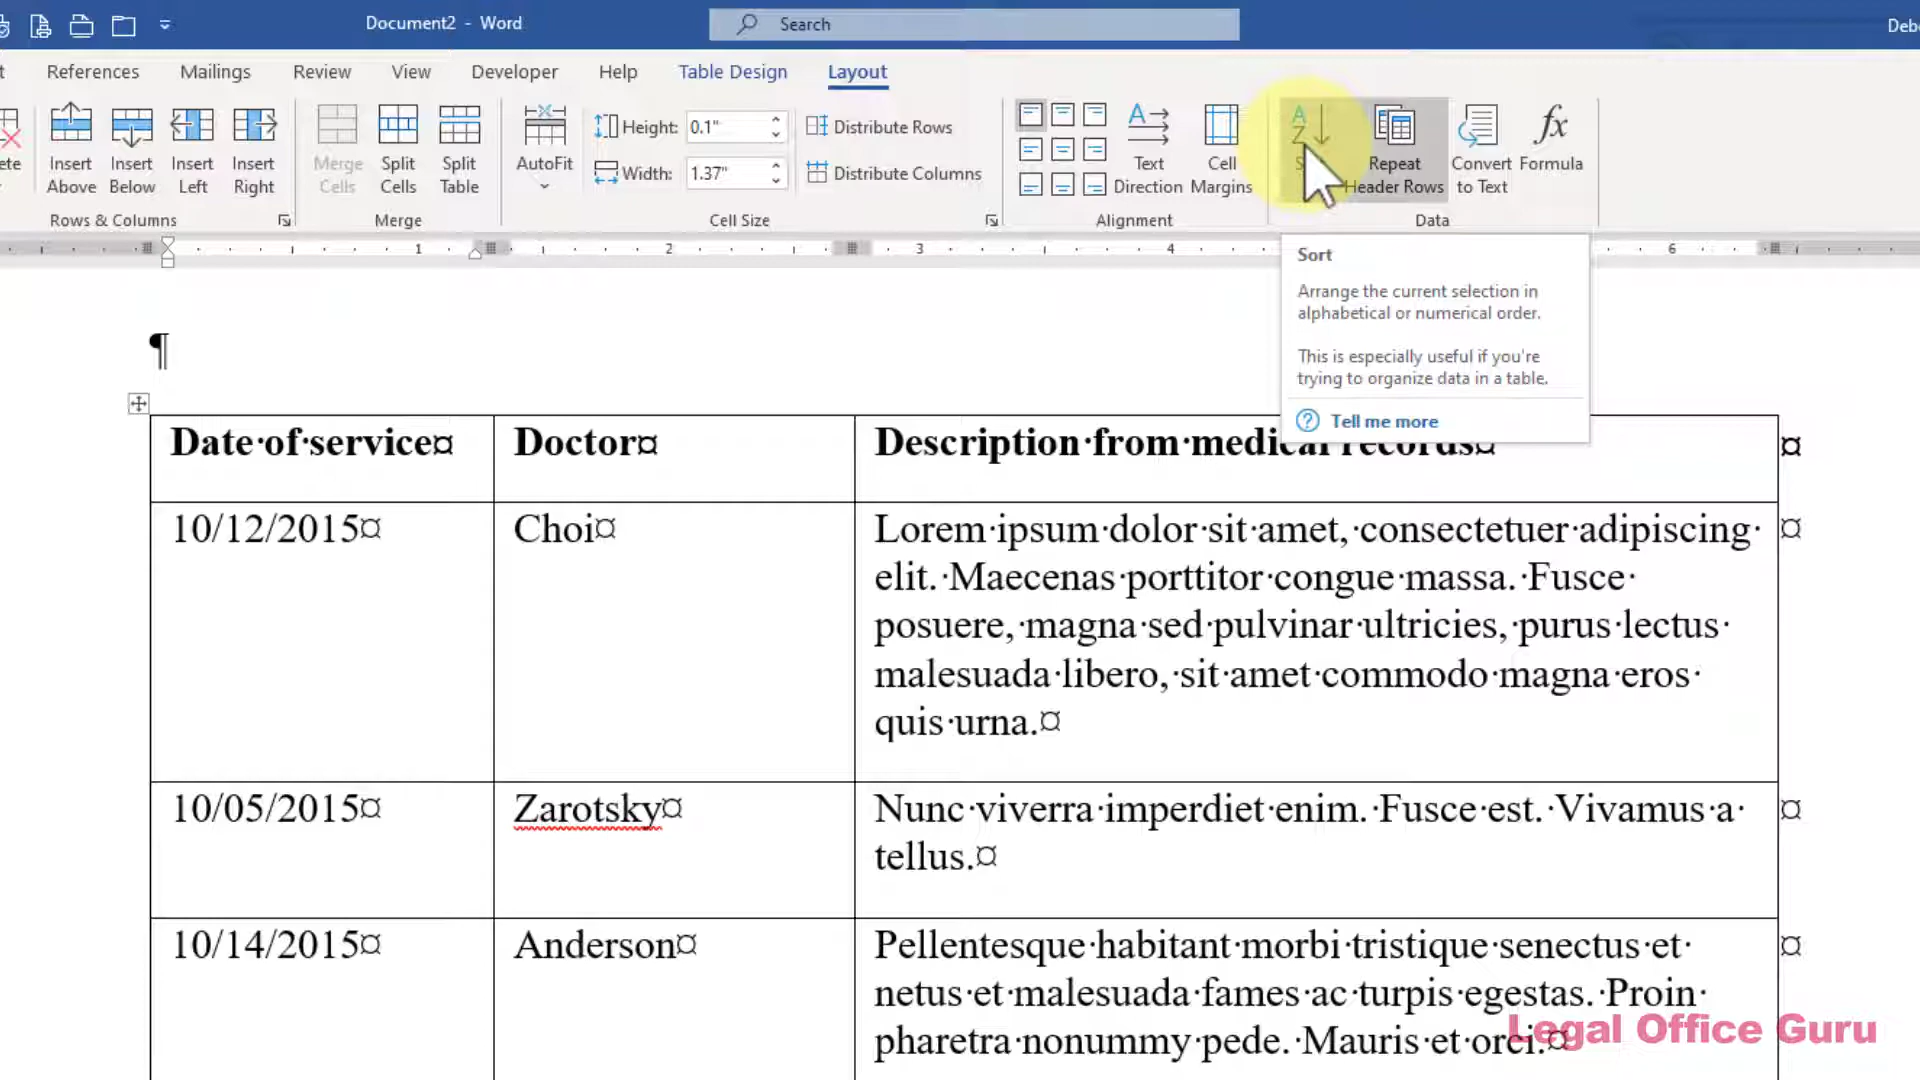 Document2 - Word
Search
References Mailings Review View Developer Help Table Design Layout
Insert Above
Insert Below
Insert Left
Insert Right
Merge Cells
Split Cells
Split Table
AutoFit
Height: 0.1"
Width: 1.37"
Distribute Rows
Distribute Columns
Text Direction
Cell Margins
Repeat Header Rows
Convert to Text
Formula
Rows & Columns Merge Cell Size Alignment Data
1 2 3 4 6
Sort
Arrange the current selection in
alphabetical or numerical order.
This is especially useful if you're
trying to organize data in a table.
Tell me more
¶
Date·of·service¤ Doctor¤ Description·from·medical·records¤ ¤
10/12/2015¤ Choi¤ Lorem·ipsum·dolor·sit·amet,·consectetuer·adipiscing· ¤
elit.·Maecenas·porttitor·congue·massa.·Fusce·
posuere,·magna·sed·pulvinar·ultricies,·purus·lectus·
malesuada·libero,·sit·amet·commodo·magna·eros·
quis·urna.¤
10/05/2015¤ Zarotsky¤ Nunc·viverra·imperdiet·enim.·Fusce·est.·Vivamus·a· ¤
tellus.¤
10/14/2015¤ Anderson¤ Pellentesque·habitant·morbi·tristique·senectus·et· ¤
netus·et·malesuada·fames·ac·turpis·egestas.·Proin·
pharetra·nonummy·pede.·Mauris·et·orci.¤
Legal Office Guru